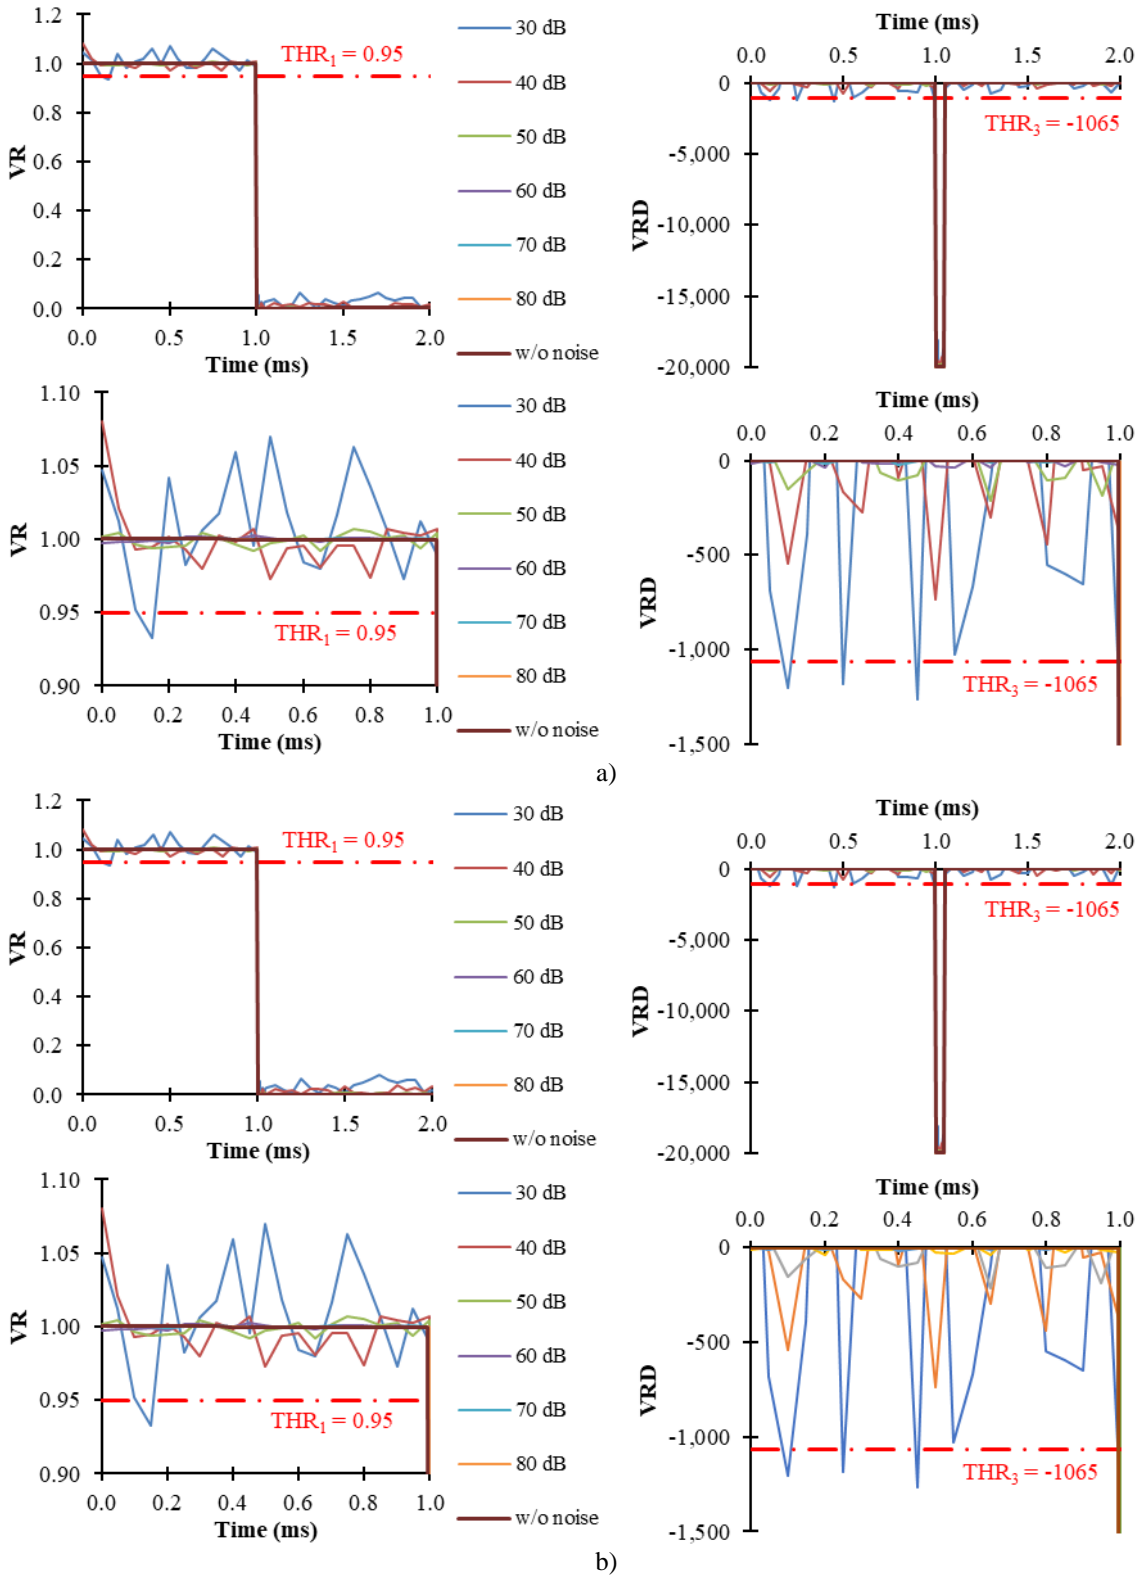 1.2
1.0
0.8
0.6
0.4
0.2
0.0
VR
THR1 = 0.95
0.0 0.5 1.0 1.5 2.0
Time (ms)
30 dB
40 dB
50 dB
60 dB
70 dB
80 dB
w/o noise
Time (ms)
0.0 0.5 1.0 1.5 2.0
0
-5,000
-10,000
-15,000
-20,000
VRD
THR3 = -1065
1.10
1.05
1.00
0.95
0.90
VR
THR1 = 0.95
0.0 0.2 0.4 0.6 0.8 1.0
Time (ms)
30 dB
40 dB
50 dB
60 dB
70 dB
80 dB
w/o noise
Time (ms)
0.0 0.2 0.4 0.6 0.8 1.0
0
-500
-1,000
-1,500
VRD
THR3 = -1065
a)
1.2
1.0
0.8
0.6
0.4
0.2
0.0
VR
THR1 = 0.95
0.0 0.5 1.0 1.5 2.0
Time (ms)
30 dB
40 dB
50 dB
60 dB
70 dB
80 dB
w/o noise
Time (ms)
0.0 0.5 1.0 1.5 2.0
0
-5,000
-10,000
-15,000
-20,000
VRD
THR3 = -1065
1.10
1.05
1.00
0.95
0.90
VR
THR1 = 0.95
0.0 0.2 0.4 0.6 0.8 1.0
Time (ms)
30 dB
40 dB
50 dB
60 dB
70 dB
80 dB
w/o noise
Time (ms)
0.0 0.2 0.4 0.6 0.8 1.0
0
-500
-1,000
-1,500
VRD
THR3 = -1065
b)